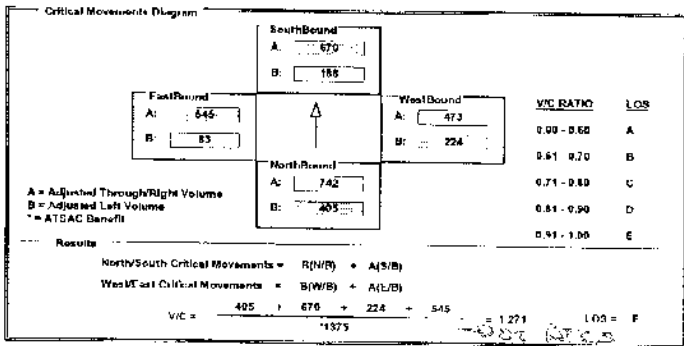 Critical Movements Diagram
SouthBound
A: 670
B: 188
EastBound
A: 545
B: 83
WestBound
A: 473
B: 224
NorthBound
A: 742
B: 405
V/C RATIO LOS
0.00 - 0.60 A
0.61 - 0.70 B
0.71 - 0.80 C
0.81 - 0.90 D
0.91 - 1.00 E
A = Adjusted Through/Right Volume
B = Adjusted Left Volume
* = ATSAC Benefit
Results
North/South Critical Movements = B(N/B) + A(S/B)
West/East Critical Movements = B(W/B) + A(E/B)
V/C = 405 + 670 + 224 + 545 = 1.271 LOS = F
*1375